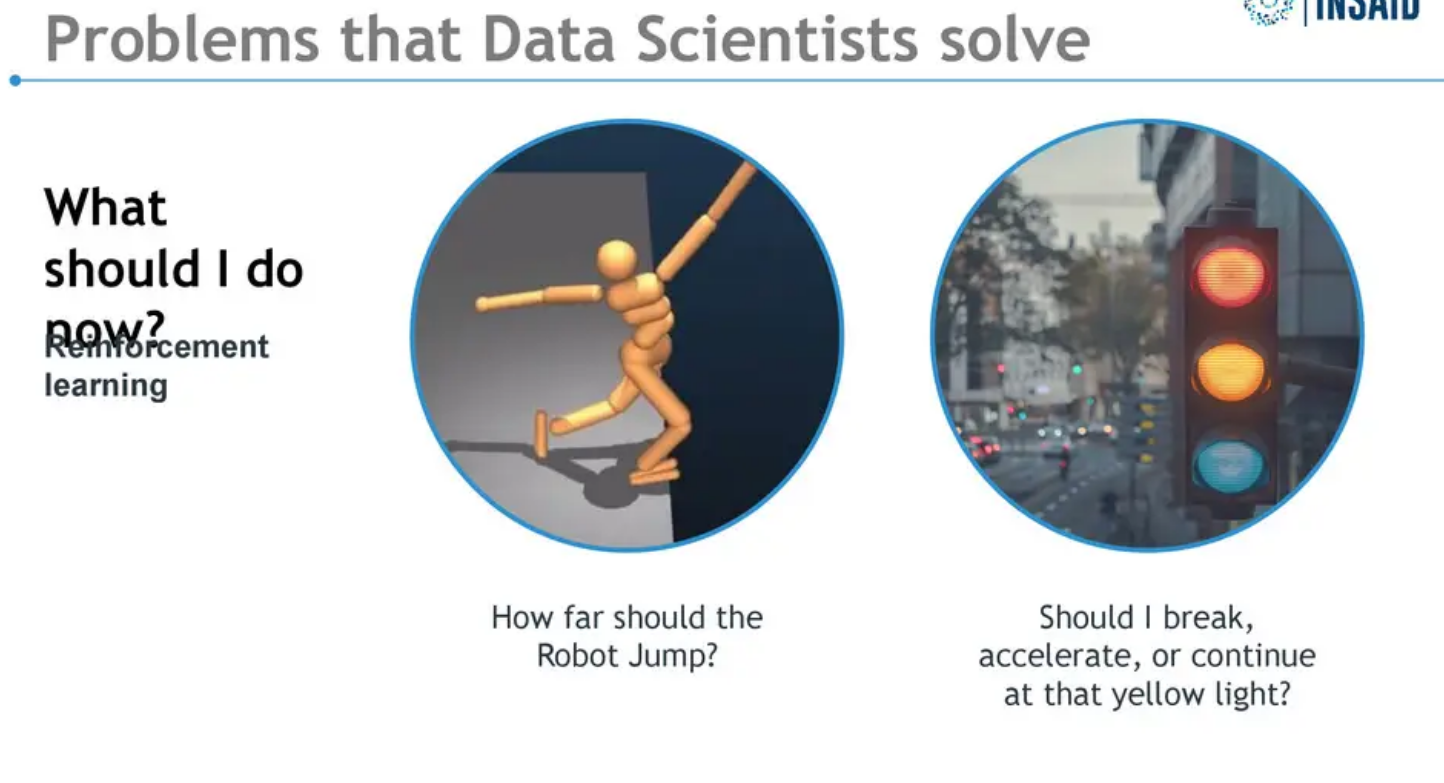 Problems that Data Scientists solve
INSAID
What
should I do
now?
Reinforcement
learning
How far should the
Robot Jump?
Should I break,
accelerate, or continue
at that yellow light?